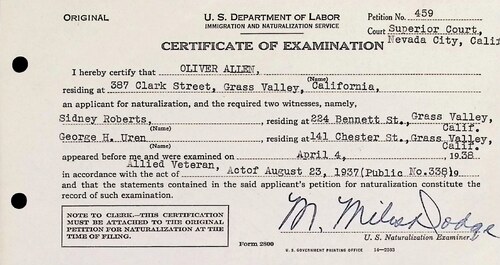 ORIGINAL
U. S. DEPARTMENT OF LABOR
IMMIGRATION AND NATURALIZATION SERVICE
Petition No. 459
Court Superior Court,
Nevada City, Cali
CERTIFICATE OF EXAMINATION
I hereby certify that OLIVER ALLEN,
(Name)
residing at 387 Clark Street, Grass Valley, California,
an applicant for naturalization, and the required two witnesses, namely,
Sidney Roberts, residing at 224 Bennett St., Grass Valley,
(Name) Calif.
George H. Uren residing at 141 Chester St., Grass Valley,
(Name) Calif.
appeared before me and were examined on April 4, 1938.
Allied Veteran,
in accordance with the act of August 23, 1937 (Public No.338)9
and that the statements contained in the said applicant's petition for naturalization constitute the
record of such examination.
NOTE TO CLERK—THIS CERTIFICATION
MUST BE ATTACHED TO THE ORIGINAL
PETITION FOR NATURALIZATION AT THE
TIME OF FILING.
M. Miles Dodge
U. S. Naturalization Examiner
Form 2800
U. S. GOVERNMENT PRINTING OFFICE